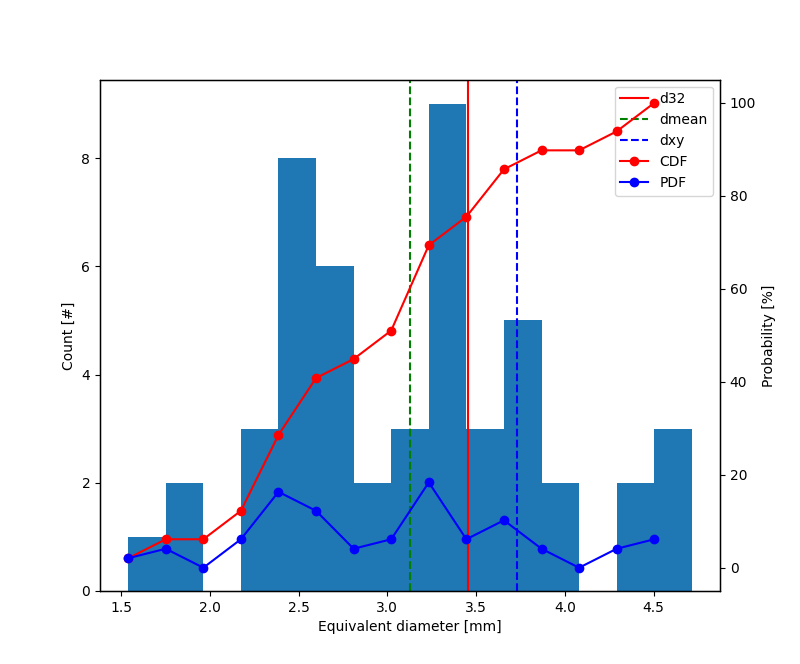 d32
dmean
dxy
CDF
PDF
8
6
4
2
0
Count [#]
100
80
60
40
20
0
Probability [%]
1.5 2.0 2.5 3.0 3.5 4.0 4.5
Equivalent diameter [mm]